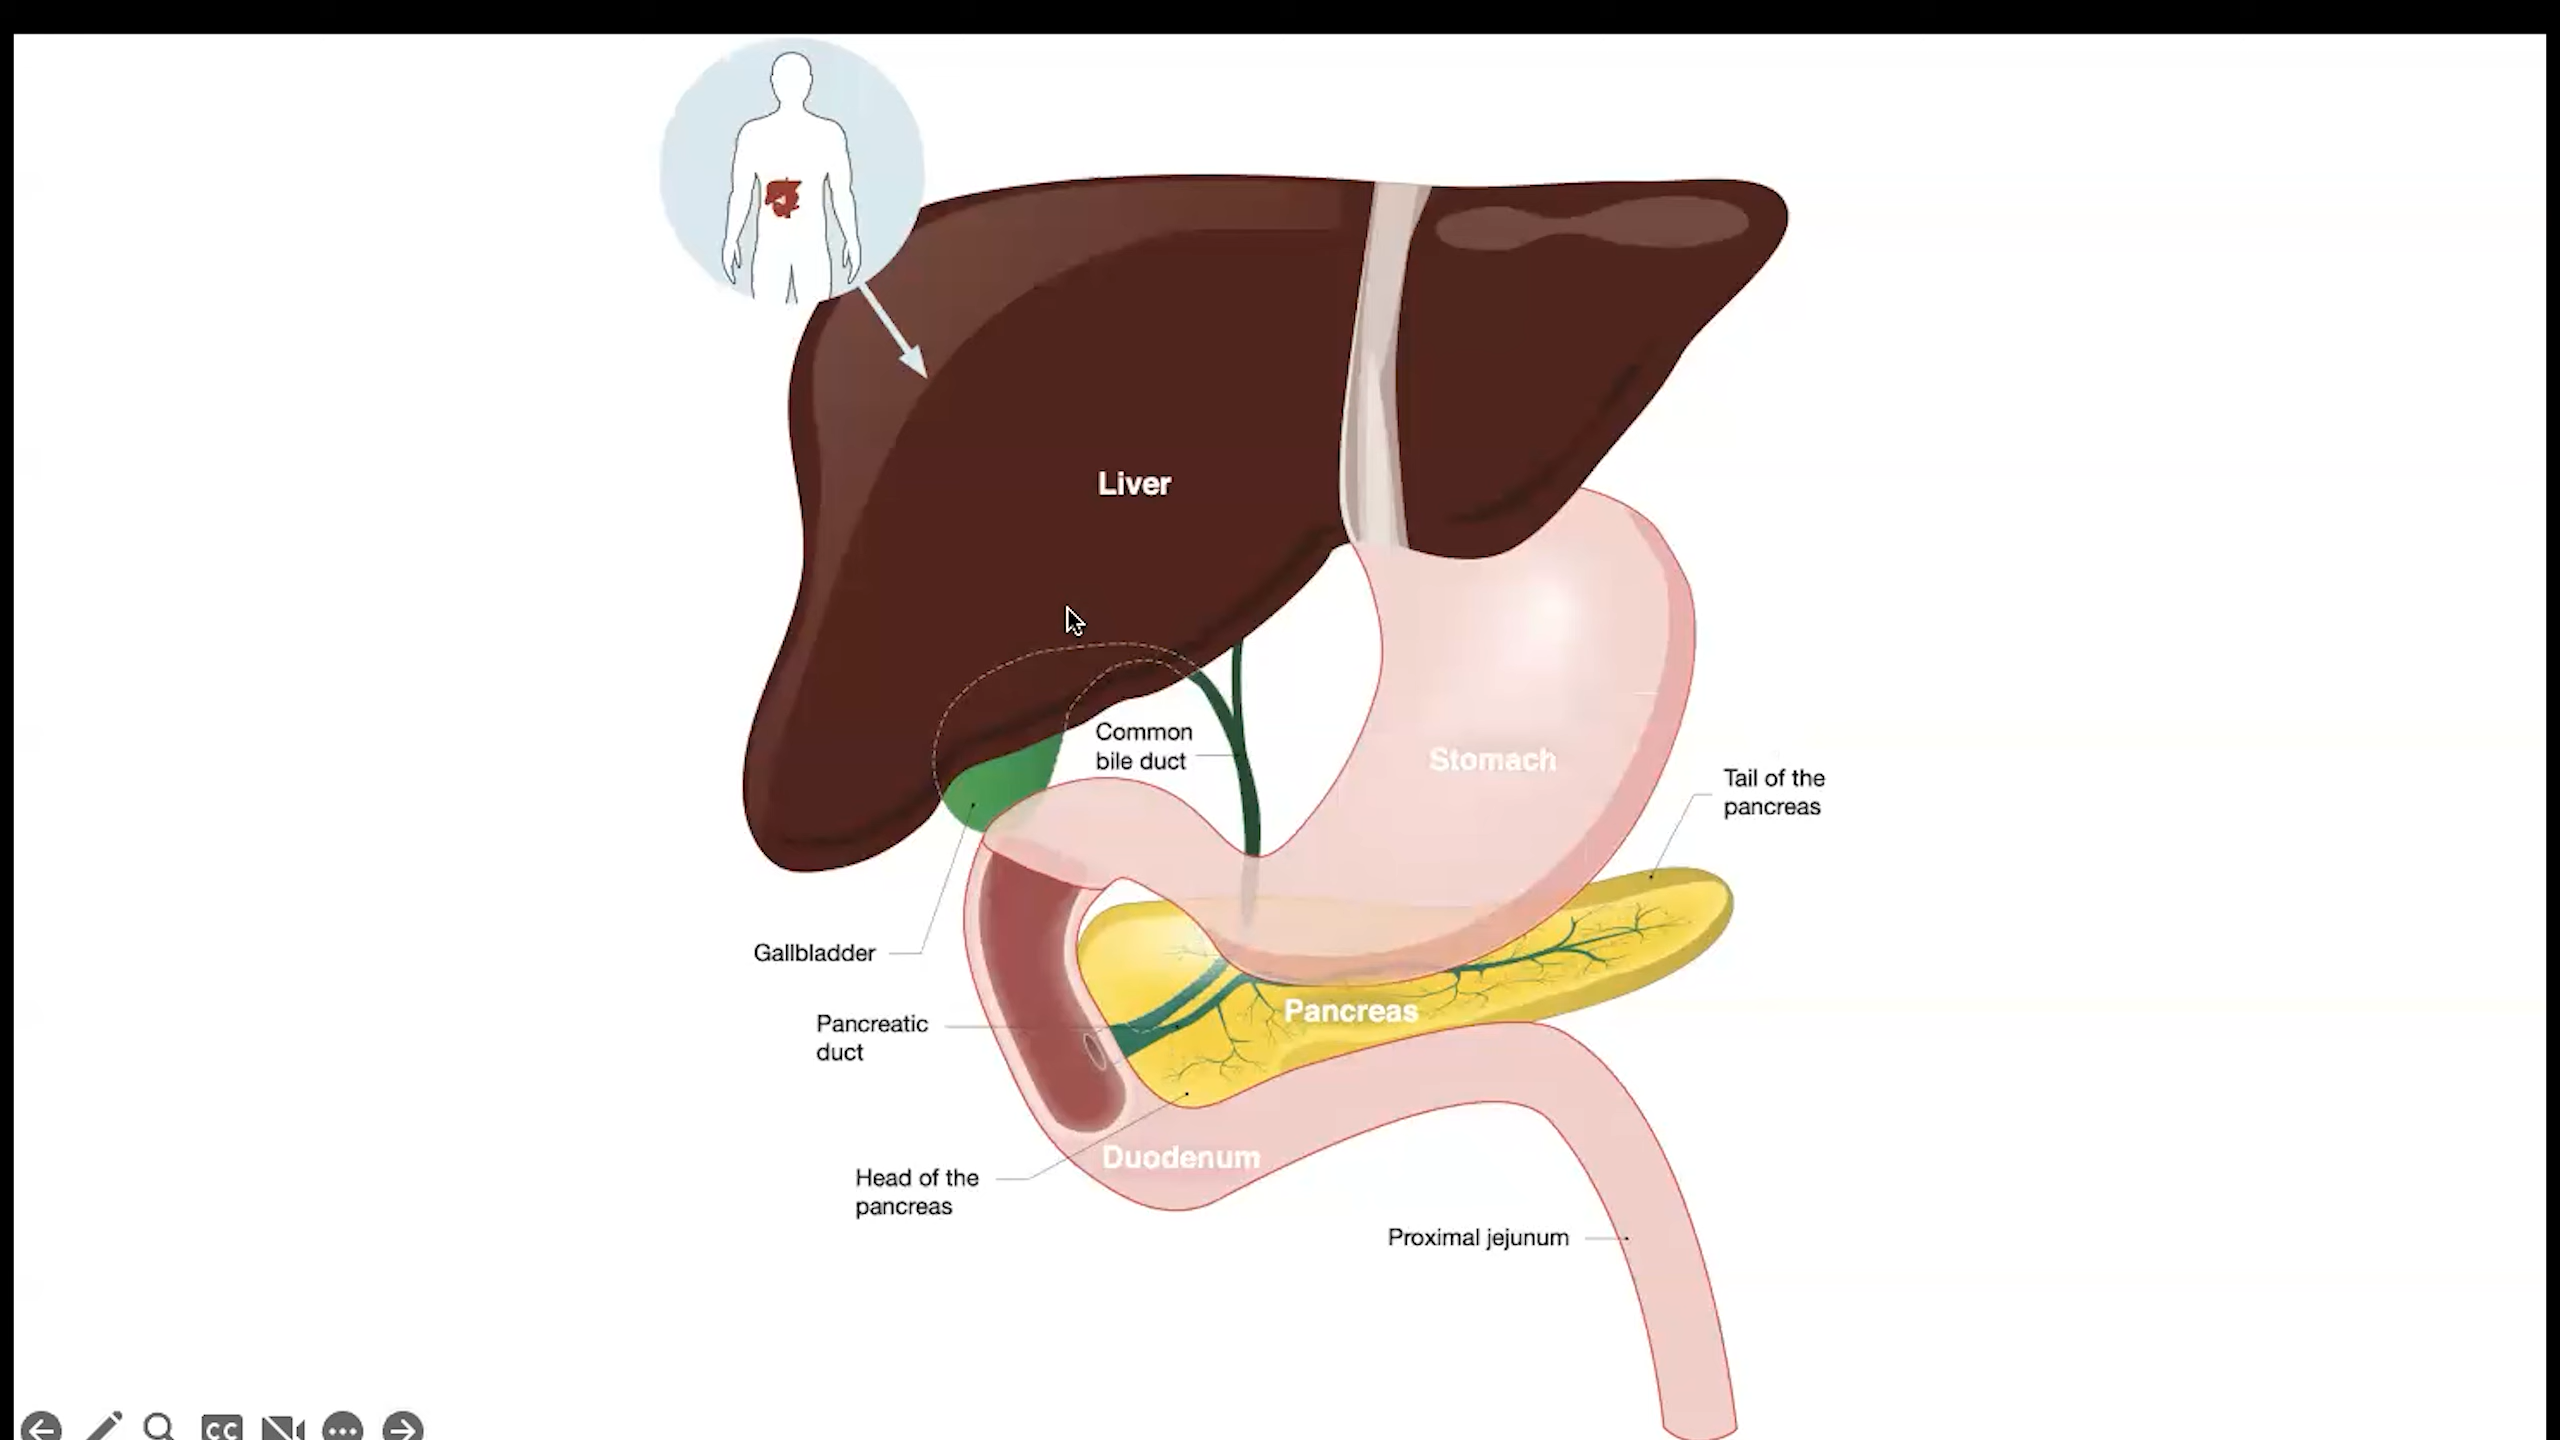 Liver
Common
bile duct
Stomach
Tail of the
pancreas
Gallbladder
Pancreas
Pancreatic
duct
Duodenum
Head of the
pancreas
Proximal jejunum
CC